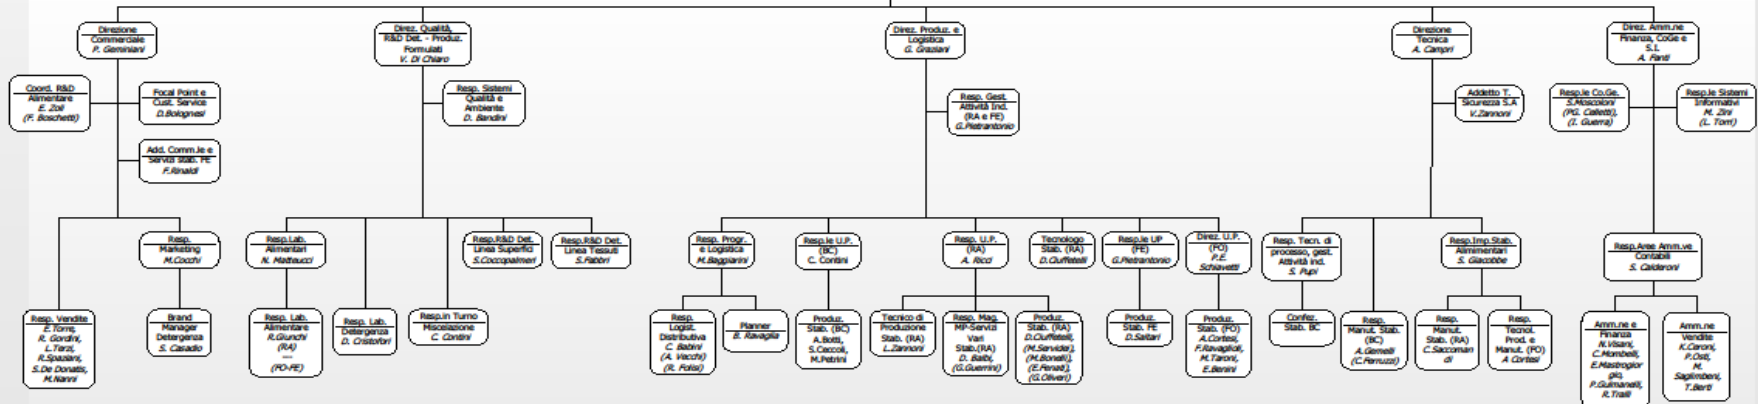 Direzione
Commerciale
P. Geminiani
Direz. Qualità,
R&D Det. - Produz.
Formulati
V. Di Chiaro
Direz. Produz. e
Logistica
G. Graziani
Direzione
Tecnica
A. Campri
Direz. Amm.ne
Finanza, CoGe e
S.I.
A. Fanti
Coord. R&D
Alimentare
E. Zoli
(F. Boschetti)
Focal Point e
Cust. Service
D.Bolognesi
Add. Comm.le e
Servizi stab. FE
F.Rinaldi
Resp. Sistemi
Qualità e
Ambiente
D. Bandini
Resp. Gest.
Attività Ind.
(RA e FE)
G.Pietrantonio
Addetto T.
Sicurezza S.A
V.Zannoni
Resp.le Co.Ge.
S.Moscoloni
(PG. Celletti),
(I. Guerra)
Resp.le Sistemi
Informativi
M. Zini
(L. Torri)
Resp.
Marketing
M.Cocchi
Resp.Lab.
Alimentari
N. Matteucci
Resp.R&D Det.
Linea Superfici
S.Coccopalmeri
Resp.R&D Det.
Linea Tessuti
S.Fabbri
Resp. Progr.
e Logistica
M.Baggiarini
Resp.le U.P.
(BC)
C. Contini
Resp. U.P.
(RA)
A. Ricci
Tecnologo
Stab. (RA)
D.Ciuffetelli
Resp.le UP
(FE)
G.Pietrantonio
Direz. U.P.
(FO)
P.E.
Schiavetti
Resp. Tecn. di
processo, gest.
Attività ind.
S. Pupi
Resp.Imp.Stab.
Alimimentari
S. Giacobbe
Resp.Aree Amm.ve
Contabili
S. Calderoni
Resp. Vendite
E.Torre,
R. Gordini,
L.Terzi,
R.Spaziani,
S.De Donatis,
M.Nanni
Brand
Manager
Detergenza
S. Casadio
Resp. Lab.
Alimentare
R.Giunchi
(RA)
---
(FO-FE)
Resp. Lab.
Detergenza
D. Cristofori
Resp.in Turno
Miscelazione
C. Contini
Resp.
Logist.
Distributiva
C. Babini
(A. Vecchi)
(R. Folisi)
Planner
B. Ravaglia
Produz.
Stab. (BC)
A.Botti,
S.Ceccoli,
M.Petrini
Tecnico di
Produzione
Stab. (RA)
L.Zannoni
Resp. Mag.
MP-Servizi
Vari
Stab.(RA)
D. Balbi,
(G.Guerrini)
Produz.
Stab. (RA)
D.Ciuffetelli,
(M.Servidei),
(M.Bonelli),
(E.Fenati),
(G.Oliveri)
Produz.
Stab. FE
D.Saltari
Produz.
Stab. (FO)
A.Cortesi,
F.Ravaglioli,
M.Taroni,
E.Benini
Confez.
Stab. BC
Resp.
Manut. Stab.
(BC)
A.Gemelli
(C.Ferruzzi)
Resp.
Manut.
Stab. (RA)
C.Saccoman
di
Resp.
Tecnol.
Prod. e
Manut. (FO)
A Cortesi
Amm.ne e
Finanza
N.Visani,
C.Mombelli,
E.Mastrogior
gio,
P.Guimanelli,
R.Traili
Amm.ne
Vendite
K.Ceroni,
P.Osti,
M.
Saglimbeni,
T.Berti